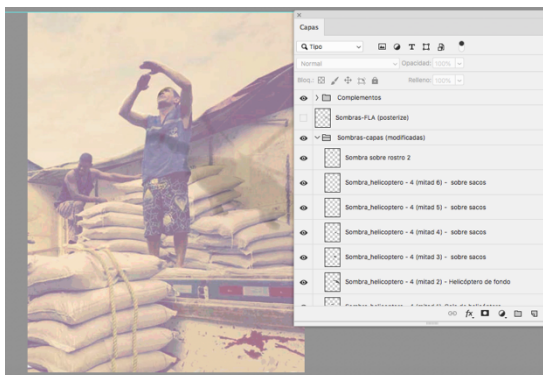 Capas
Tipo
Normal
Opacidad: 100%
Bloq.:
Relleno: 100%
Complementos
Sombras-FLA (posterize)
Sombras-capas (modificadas)
Sombra sobre rostro 2
Sombra_helicoptero - 4 (mitad 6) - sobre sacos
Sombra_helicoptero - 4 (mitad 5) - sobre sacos
Sombra_helicoptero - 4 (mitad 4) - sobre sacos
Sombra_helicoptero - 4 (mitad 3) - sobre sacos
Sombra_helicoptero - 4 (mitad 2) - Helicóptero de fondo
fx